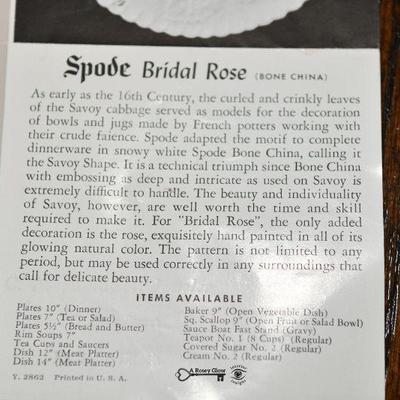 Spode Bridal Rose (BONE CHINA)
As early as the 16th Century, the curled and crinkly leaves
of the Savoy cabbage served as models for the decoration
of bowls and jugs made by French potters working with
their crude faience. Spode adapted the motif to complete
dinnerware in snowy white Spode Bone China, calling it
the Savoy Shape. It is a technical triumph since Bone China
with embossing as deep and intricate as used on Savoy is
extremely difficult to handle. The beauty and individuality
of Savoy, however, are well worth the time and skill
required to make it. For "Bridal Rose", the only added
decoration is the rose, exquisitely hand painted in all of its
glowing natural color. The pattern is not limited to any
period, but may be used correctly in any surroundings that
call for delicate beauty.
ITEMS AVAILABLE
Plates 10" (Dinner)
Plates 7" (Tea or Salad)
Plates 5½" (Bread and Butter)
Rim Soups 7"
Tea Cups and Saucers
Dish 12" (Meat Platter)
Dish 14" (Meat Platter)
Baker 9" (Open Vegetable Dish)
Sq. Scallop 9" (Open Fruit or Salad Bowl)
Sauce Boat Fast Stand (Gravy)
Teapot No. 1 (8 Cups) (Regular)
Covered Sugar No. 2 (Regular)
Cream No. 2 (Regular)
Y. 2862 Printed in U. S. A.
A Rosey Glow